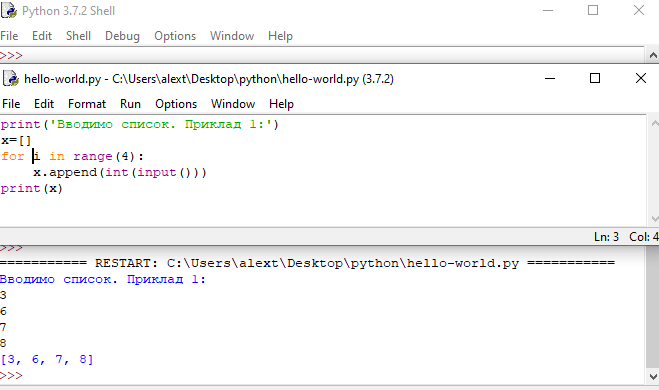 Python 3.7.2 Shell
File Edit Shell Debug Options Window Help
>>>
hello-world.py - C:\Users\alext\Desktop\python\hello-world.py (3.7.2)
File Edit Format Run Options Window Help
print('Вводимо список. Приклад 1:')
x=[]
for i in range(4):
    x.append(int(input()))
print(x)
Ln: 3 Col: 4
>>>
=========== RESTART: C:\Users\alext\Desktop\python\hello-world.py ===========
Вводимо список. Приклад 1:
3
6
7
8
[3, 6, 7, 8]
>>>